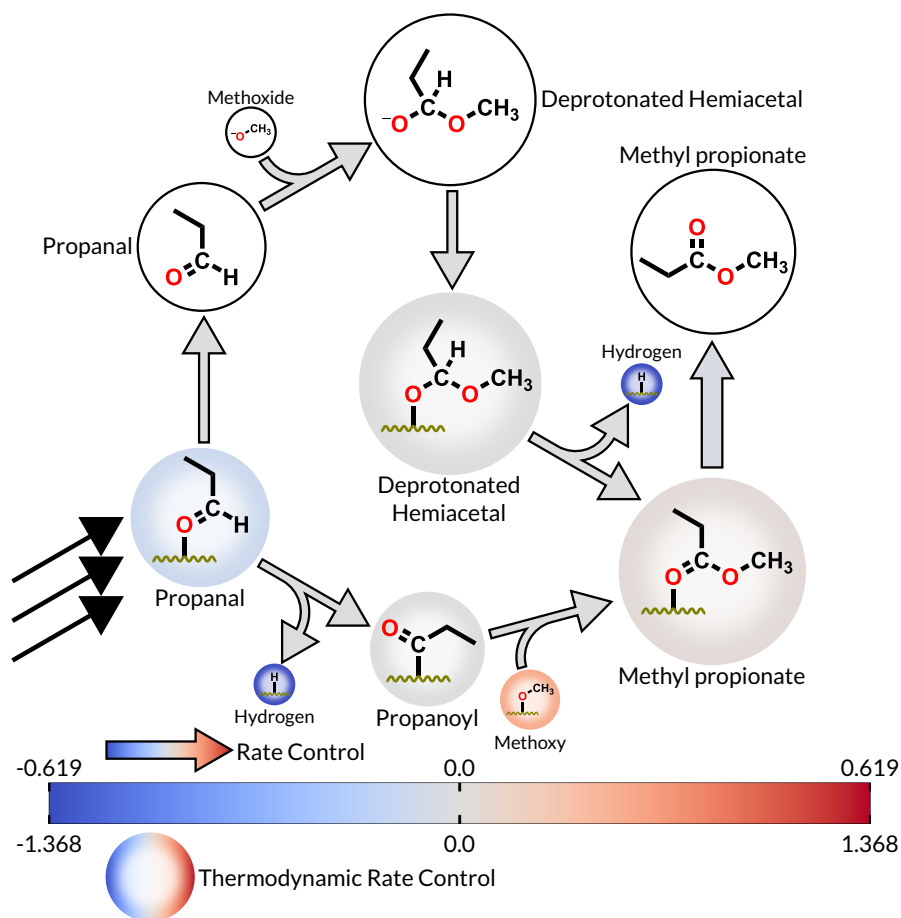 Methoxide
⁻O CH₃
H
C
⁻O O CH₃
Deprotonated Hemiacetal
Methyl propionate
Propanal
O C H
O
C
O CH₃
H
C
O O CH₃
Hydrogen
H
Deprotonated
Hemiacetal
O C H
Propanal
O
C
Propanoyl
H
Hydrogen
O CH₃
Methoxy
C
O O CH₃
Methyl propionate
Rate Control
-0.619 0.0 0.619
-1.368 0.0 1.368
Thermodynamic Rate Control